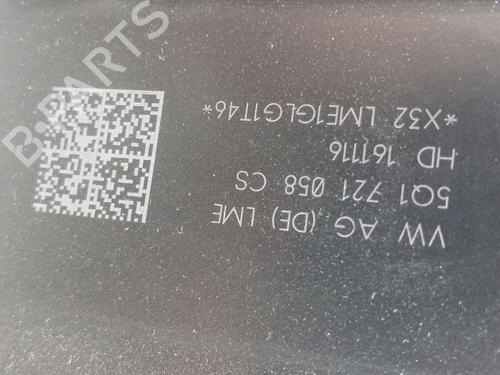 VW AG (DE) LME
5Q1 721 058 CS
HD 161116
*X32 LME1GLG1T46*
B-PARTS